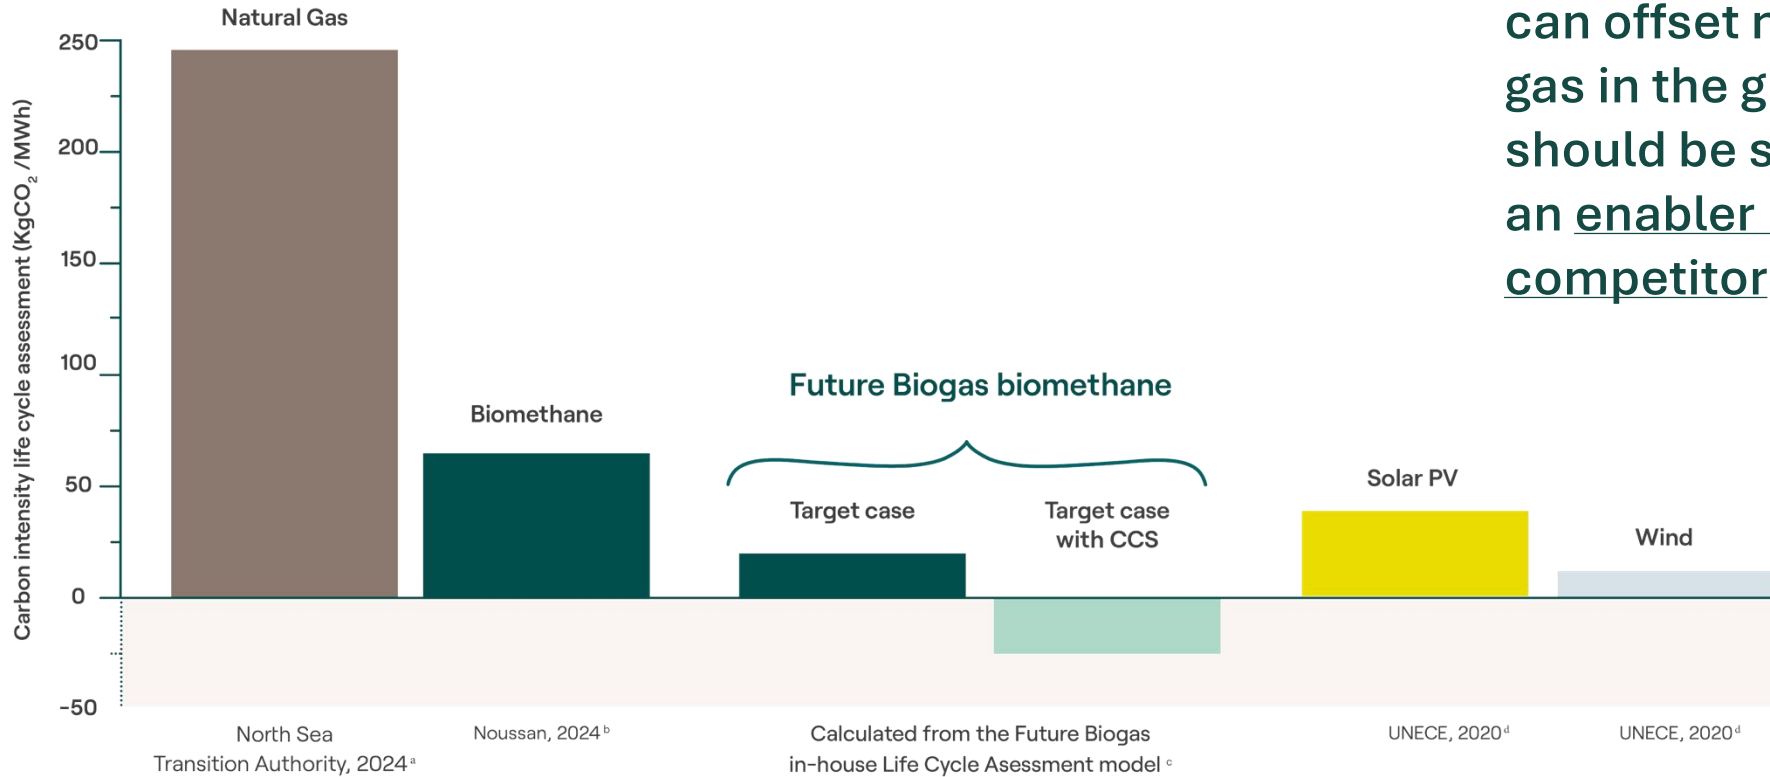 Natural Gas
250
200
150
100
50
0
-50
Carbon intensity life cycle assessment (KgCO₂ /MWh)
Biomethane
Future Biogas biomethane
Target case
Target case
with CCS
Solar PV
Wind
North Sea
Transition Authority, 2024ᵃ
Noussan, 2024ᵇ
Calculated from the Future Biogas
in-house Life Cycle Asessment model ᶜ
UNECE, 2020ᵈ
UNECE, 2020ᵈ
can offset
gas in the
should be
an enabler
competitor